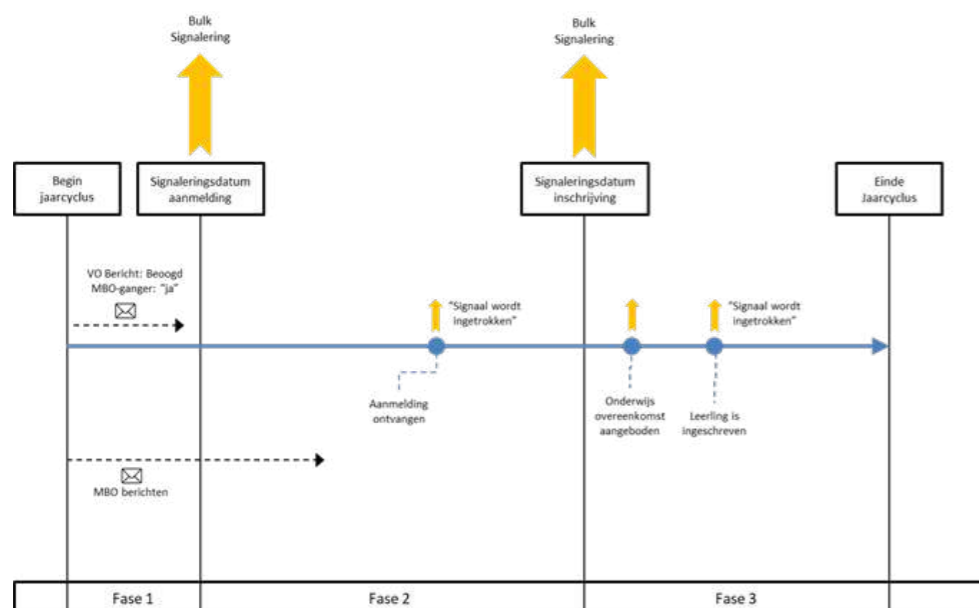 Bulk
Signalering
Bulk
Signalering
Begin
jaarcyclus
Signaleringsdatum
aanmelding
Signaleringsdatum
inschrijving
Einde
Jaarcyclus
VO Bericht: Beoogd
MBO-ganger: “ja”
“Signaal wordt
ingetrokken”
“Signaal wordt
ingetrokken”
Aanmelding
ontvangen
Onderwijs
overeenkomst
aangeboden
Leerling is
ingeschreven
MBO berichten
Fase 1
Fase 2
Fase 3